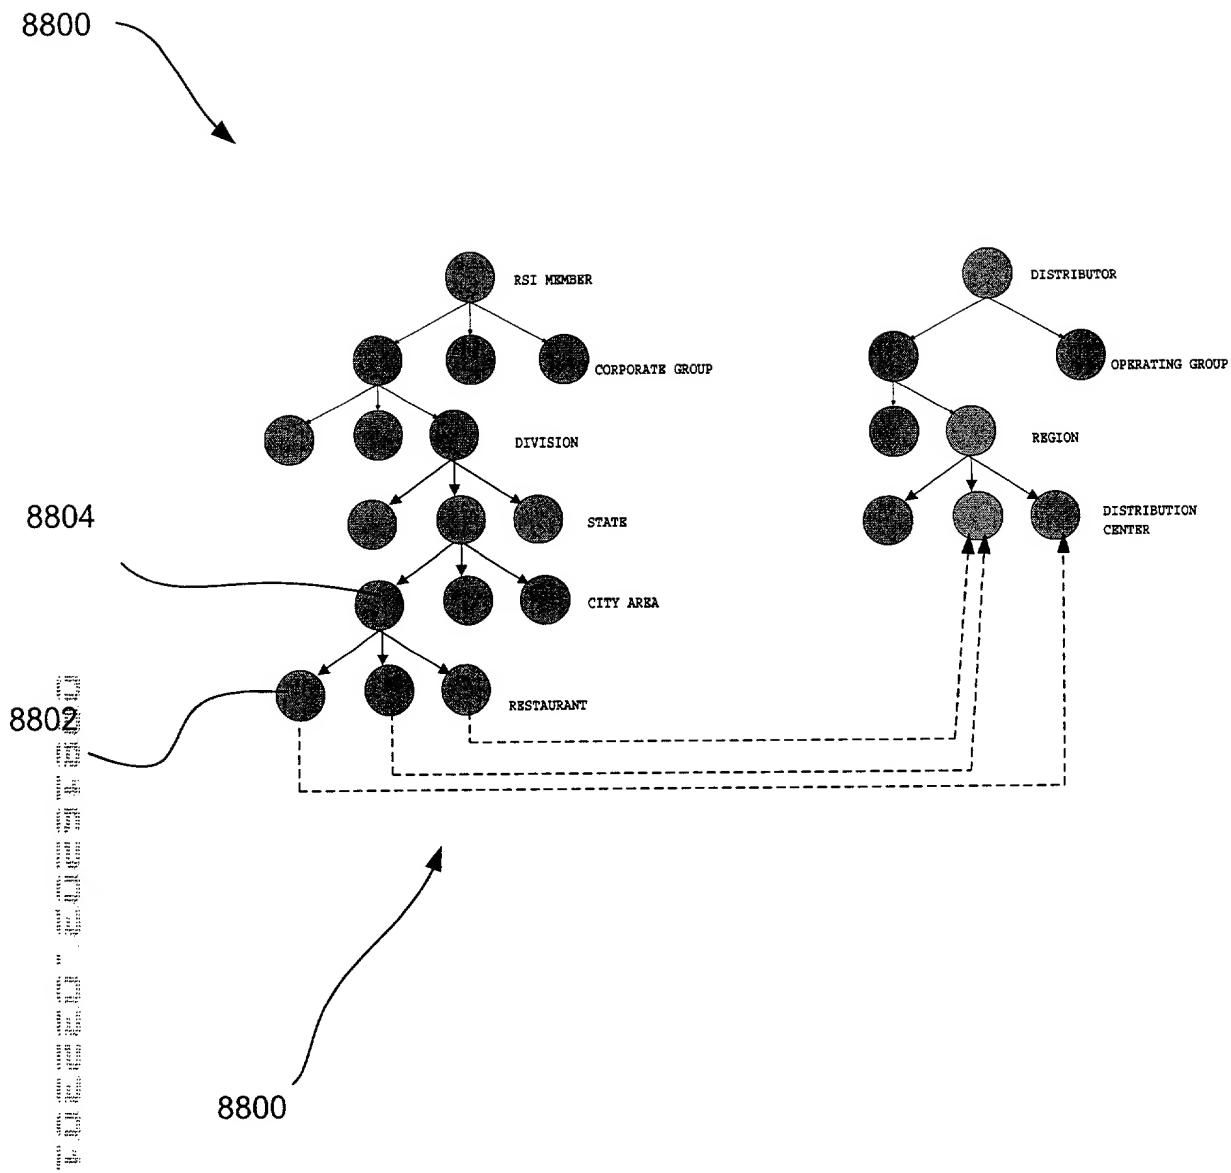 8800
RSI MEMBER
DISTRIBUTOR
CORPORATE GROUP
OPERATING GROUP
DIVISION
REGION
8804
STATE
DISTRIBUTION
CENTER
CITY AREA
8802
RESTAURANT
8800